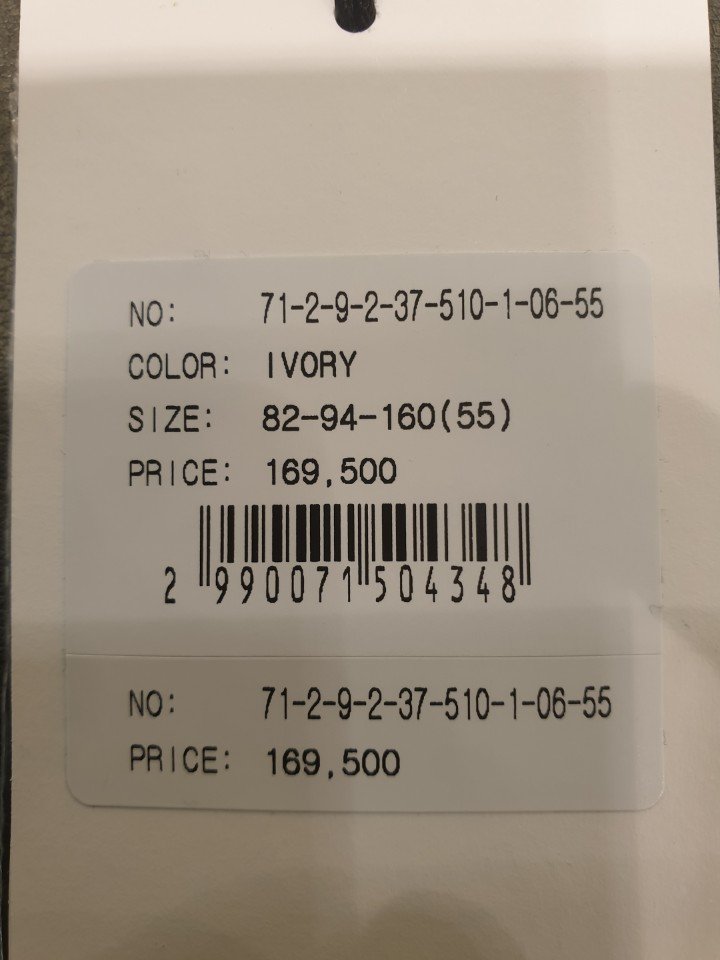 NO: 71-2-9-2-37-510-1-06-55
COLOR: IVORY
SIZE: 82-94-160(55)
PRICE: 169,500
2 990071 504348
NO: 71-2-9-2-37-510-1-06-55
PRICE: 169,500